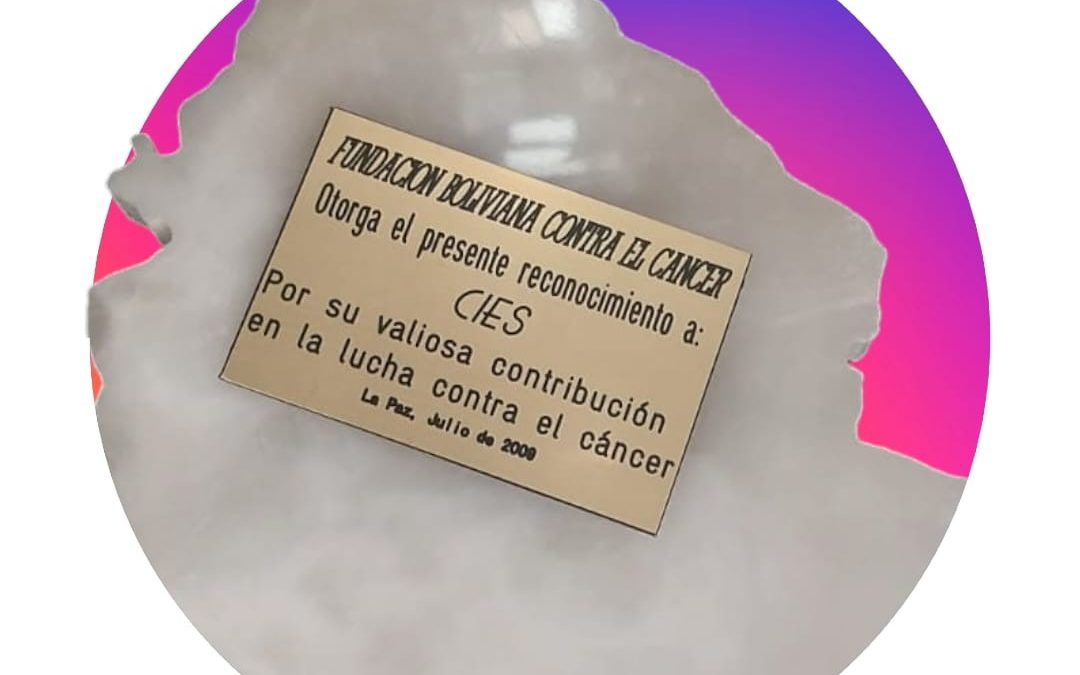 FUNDACION BOLIVIANA CONTRA EL CANCER
Otorga el presente reconocimiento a:
CIES
Por su valiosa contribución
en la lucha contra el cáncer
La Paz, Julio de 2009